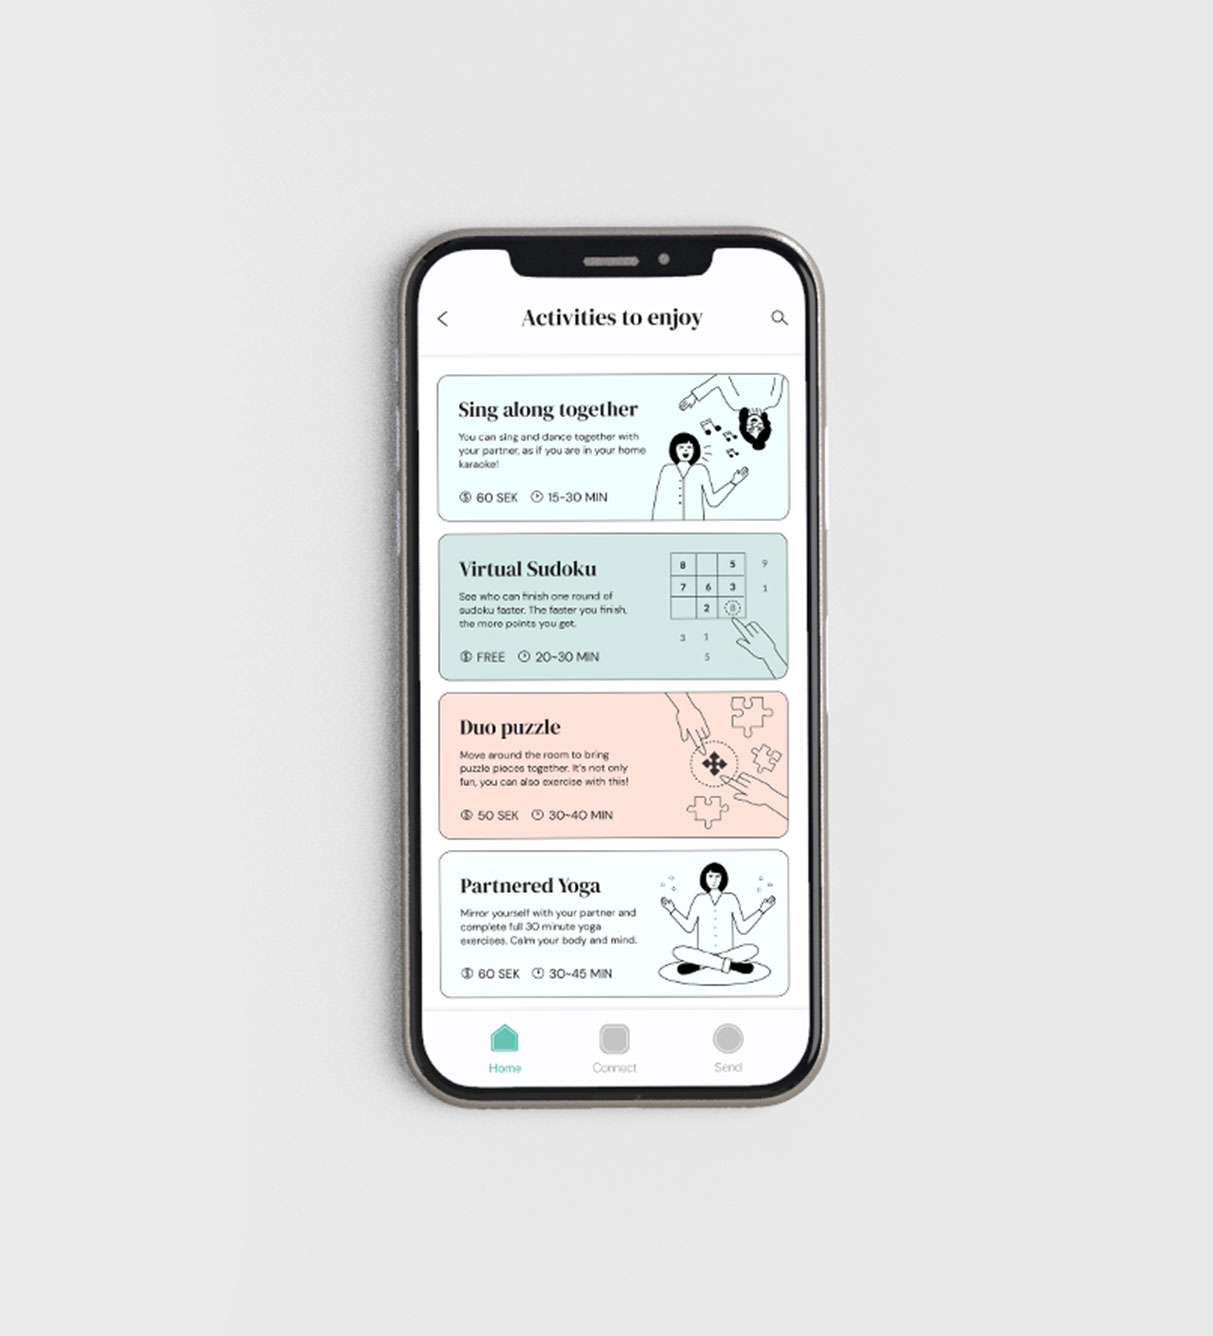 Activities to enjoy
Sing along together
You can sing and dance together with
your partner, as if you are in your home
karaoke!
60 SEK 15-30 MIN
Virtual Sudoku
See who can finish one round of
sudoku faster. The faster you finish,
the more points you get.
FREE 20~30 MIN
8 5 9
7 6 3 1
2 8
3 1
5
Duo puzzle
Move around the room to bring
puzzle pieces together. It's not only
fun, you can also exercise with this!
50 SEK 30~40 MIN
Partnered Yoga
Mirror yourself with your partner and
complete full 30 minute yoga
exercises. Calm your body and mind.
60 SEK 30~45 MIN
Home Connect Send